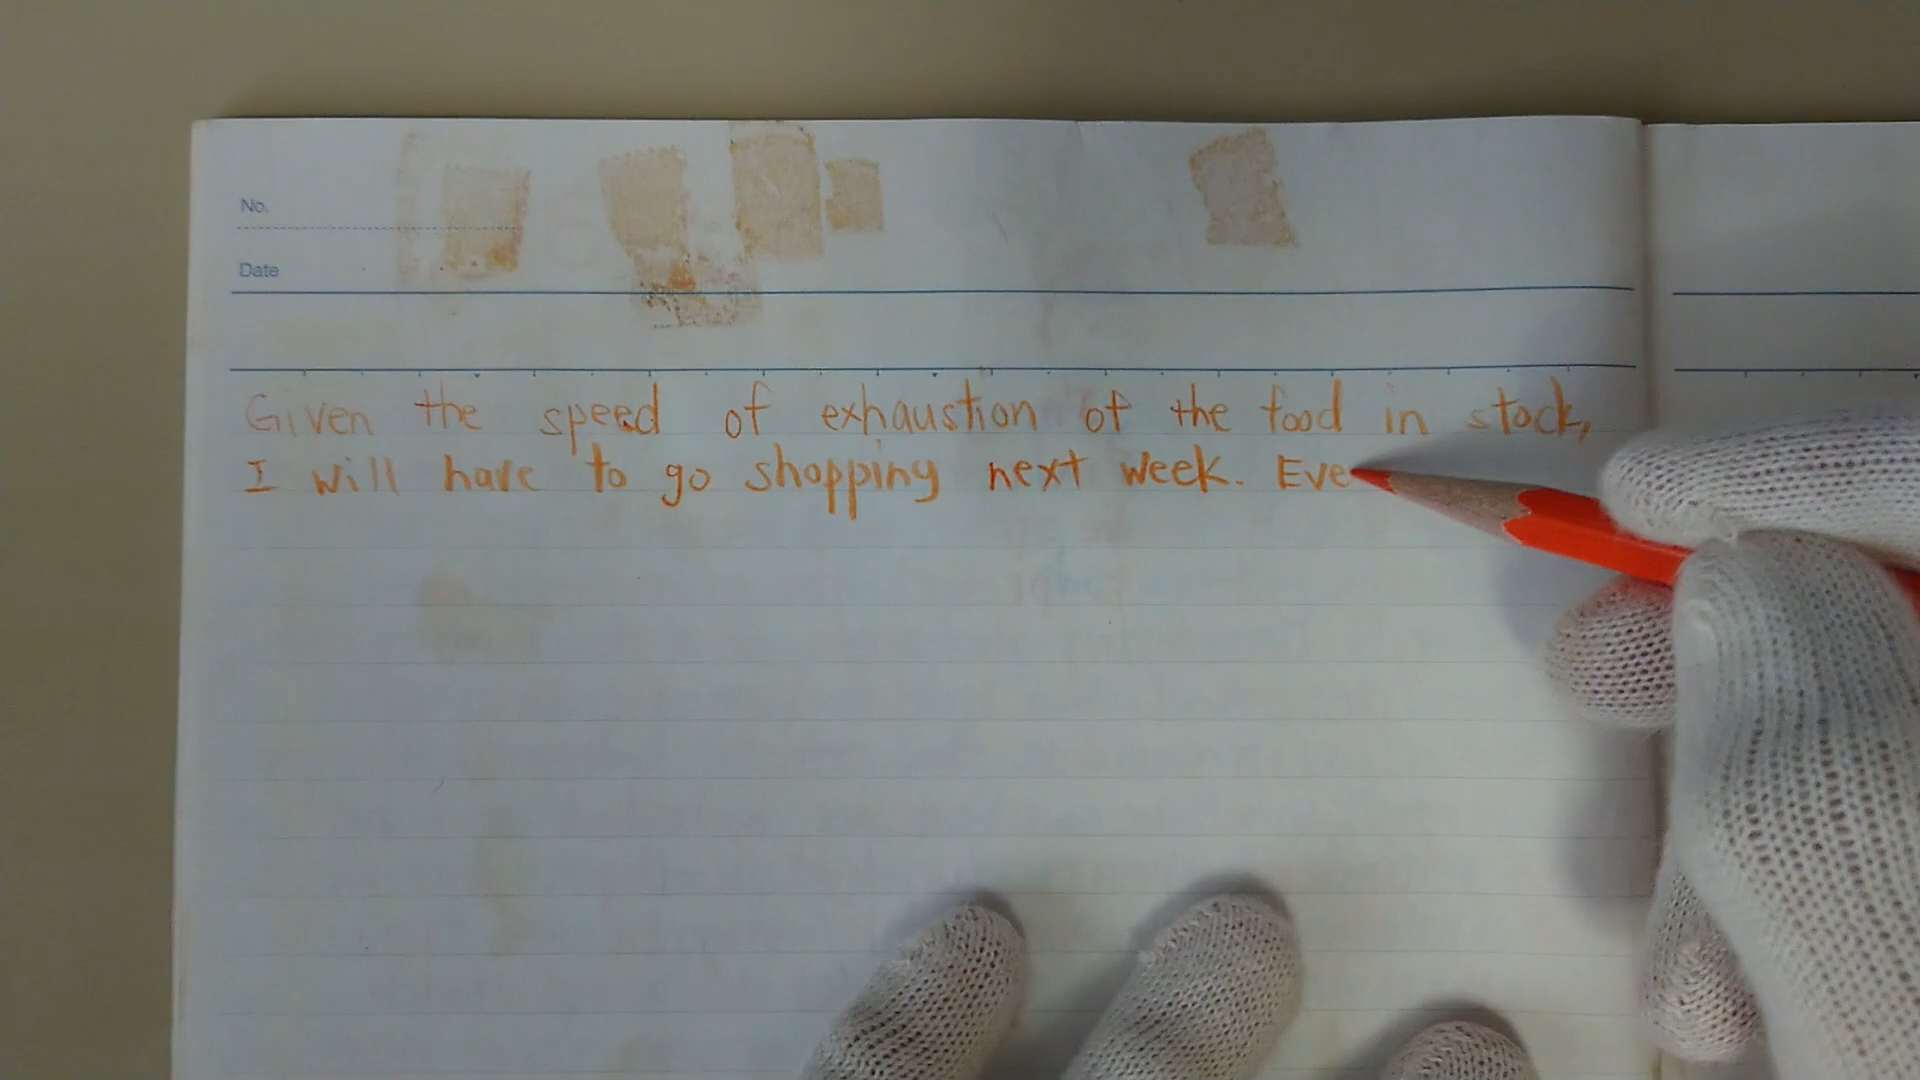 No.
Date
Given the speed of exhaustion of the food in stock,
I will have to go shopping next week. Eve